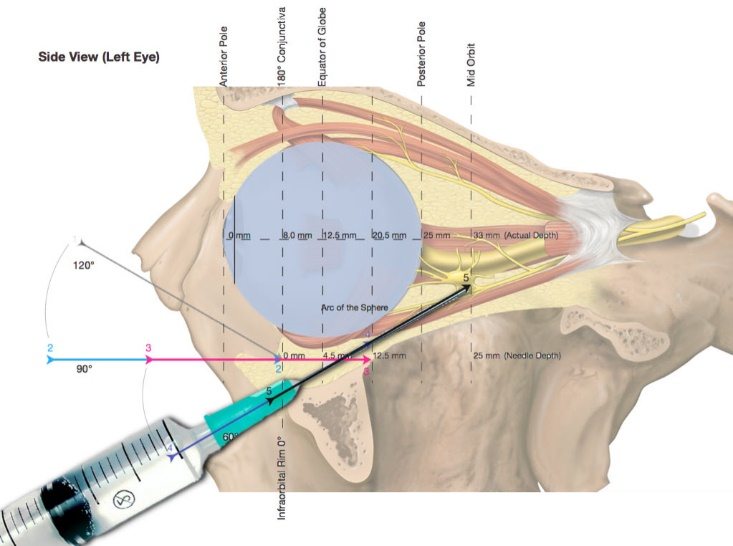 Side View (Left Eye)
Anterior Pole
180° Conjunctiva
Equator of Globe
Posterior Pole
Mid Orbit
0 mm
8.0 mm
12.5 mm
20.5 mm
25 mm
33 mm (Actual Depth)
120°
5
Arc of the Sphere
2
3
0 mm
4.5 mm
12.5 mm
25 mm (Needle Depth)
90°
2
3
5
60°
4
Infraorbital Rim 0°